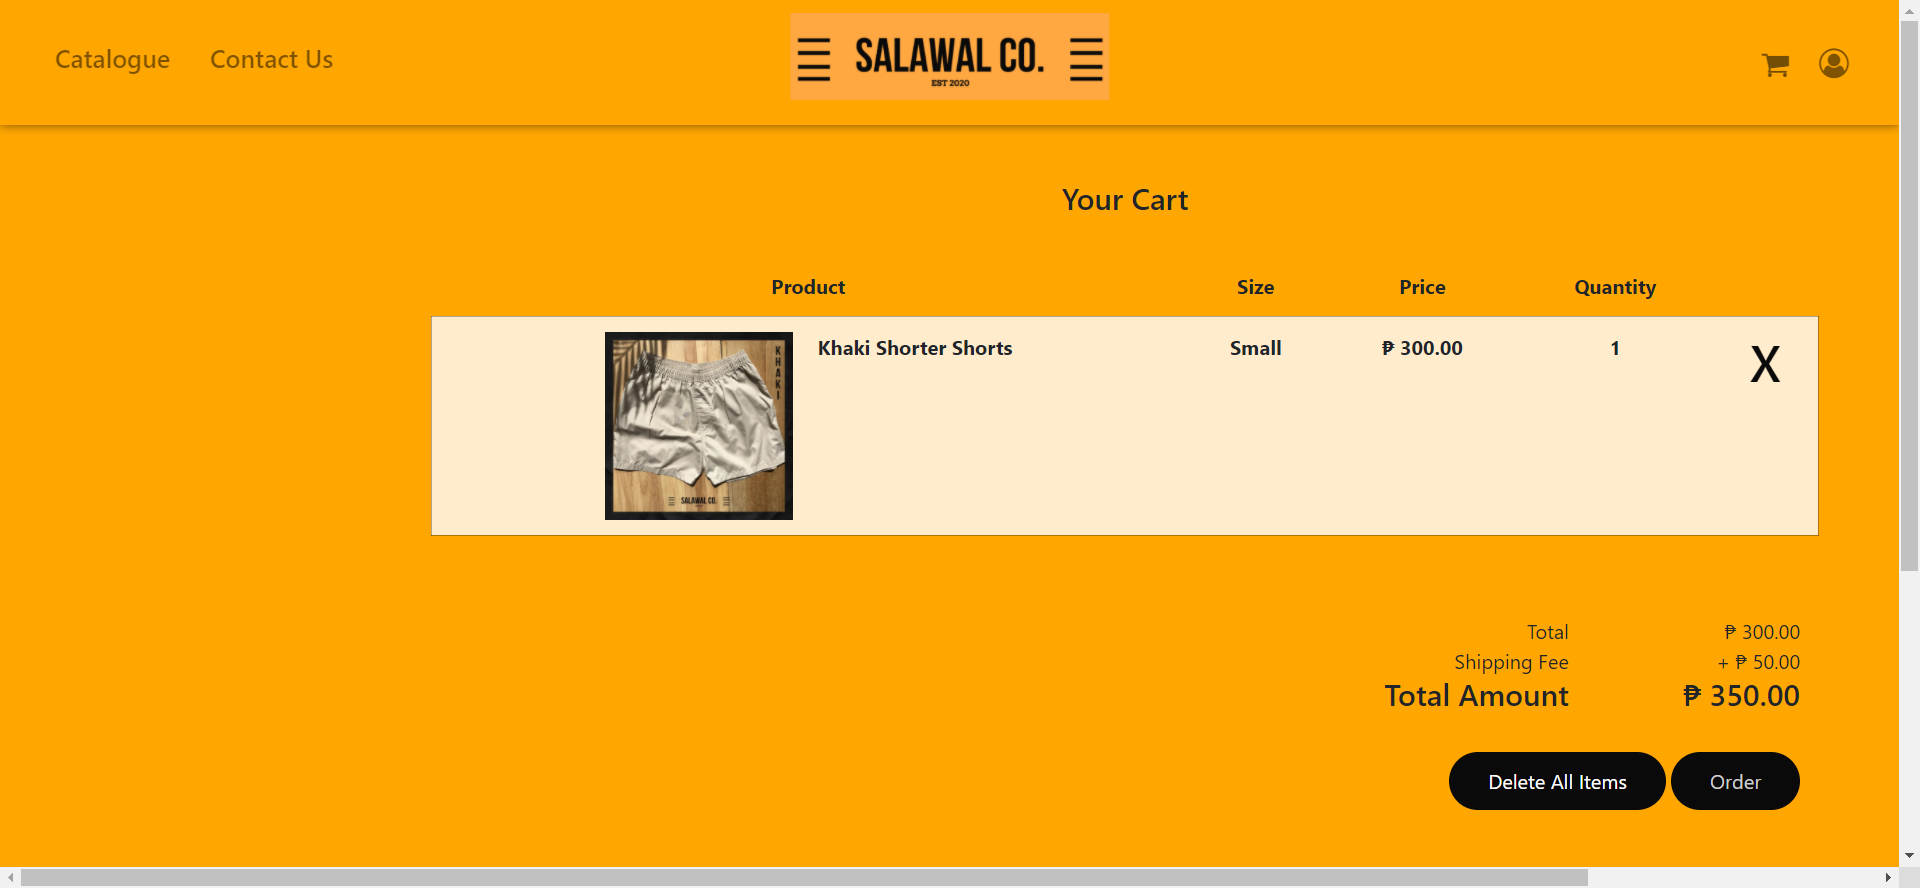 Catalogue Contact Us
SALAWAL CO.
EST 2020
Your Cart
Product Size Price Quantity
Khaki Shorter Shorts Small ₱ 300.00 1 X
KHAKI
SALAWAL CO.
Total ₱ 300.00
Shipping Fee + ₱ 50.00
Total Amount ₱ 350.00
Delete All Items Order